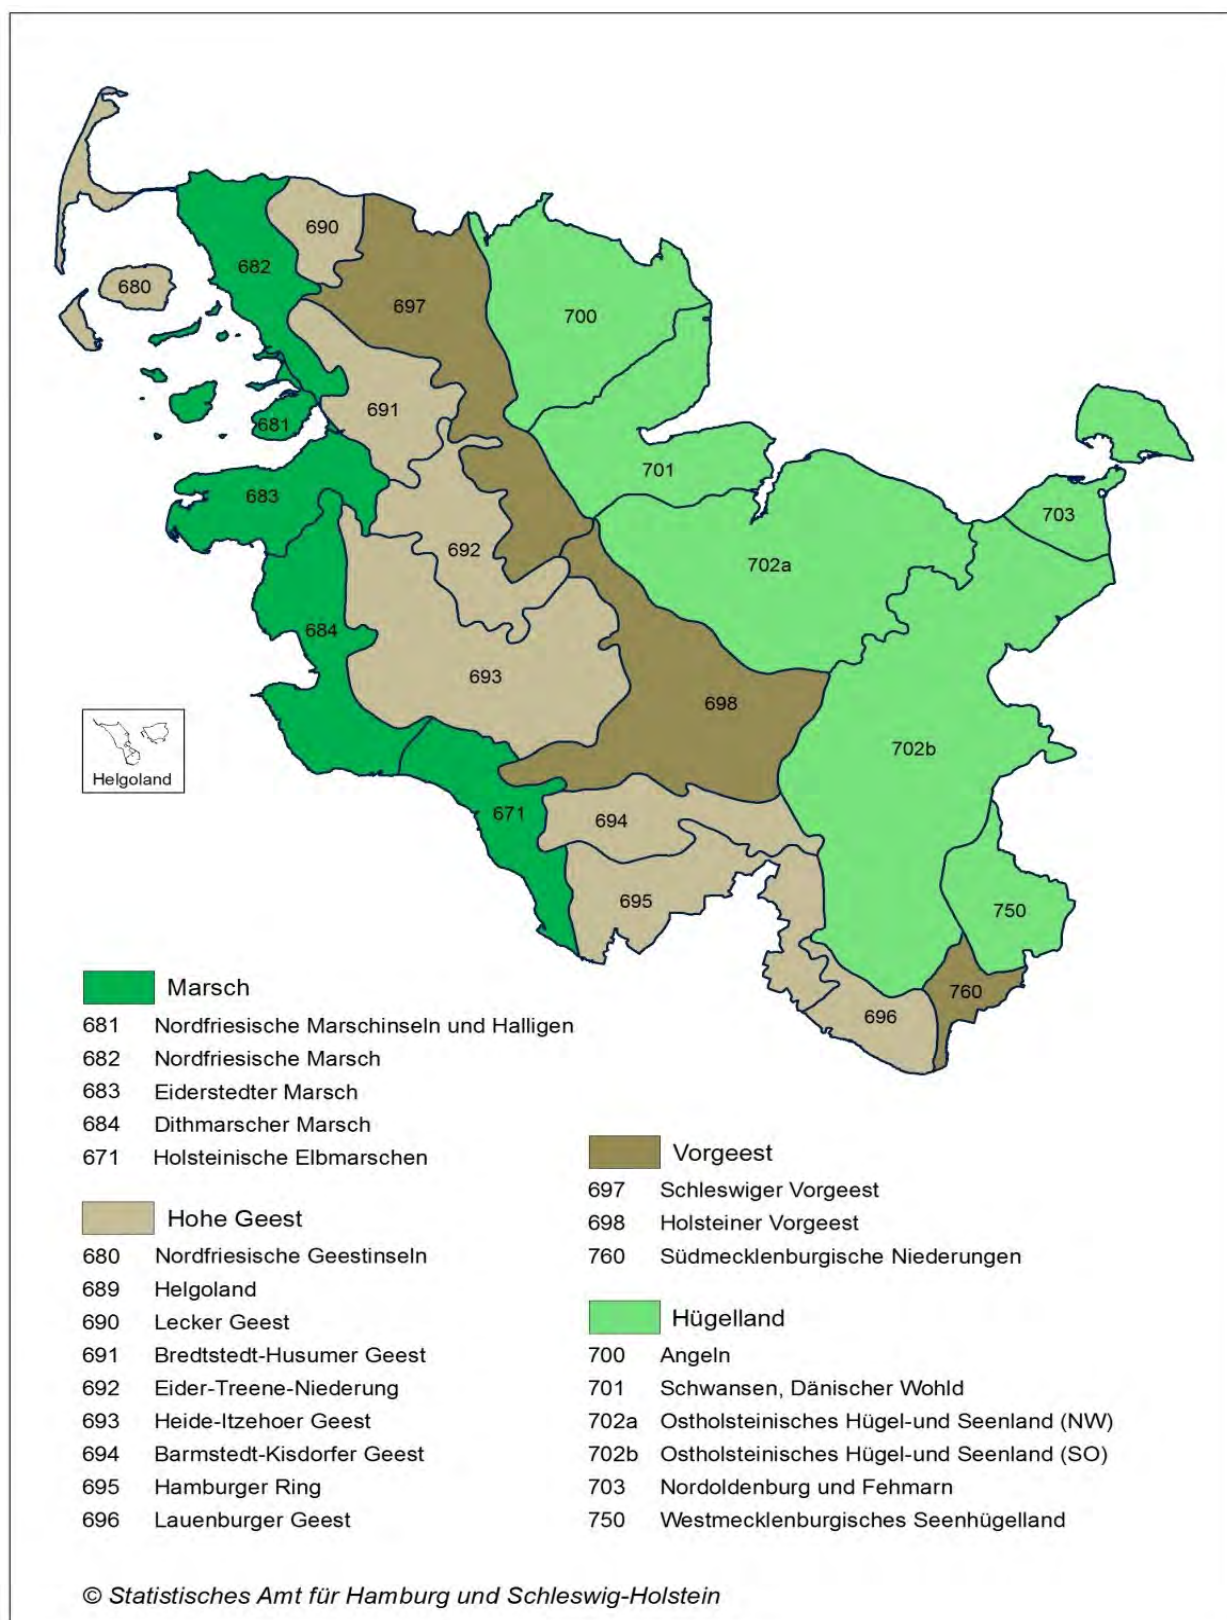 690
682
680
697
700
691
681
701
683
703
692
702a
684
693
698
702b
Helgoland
671
694
695
750
760
696
Marsch
681 Nordfriesische Marschinseln und Halligen
682 Nordfriesische Marsch
683 Eiderstedter Marsch
684 Dithmarscher Marsch
671 Holsteinische Elbmarschen
Hohe Geest
680 Nordfriesische Geestinseln
689 Helgoland
690 Lecker Geest
691 Bredtstedt-Husumer Geest
692 Eider-Treene-Niederung
693 Heide-Itzehoer Geest
694 Barmstedt-Kisdorfer Geest
695 Hamburger Ring
696 Lauenburger Geest
Vorgeest
697 Schleswiger Vorgeest
698 Holsteiner Vorgeest
760 Südmecklenburgische Niederungen
Hügelland
700 Angeln
701 Schwansen, Dänischer Wohld
702a Ostholsteinisches Hügel-und Seenland (NW)
702b Ostholsteinisches Hügel-und Seenland (SO)
703 Nordoldenburg und Fehmarn
750 Westmecklenburgisches Seenhügelland
© Statistisches Amt für Hamburg und Schleswig-Holstein